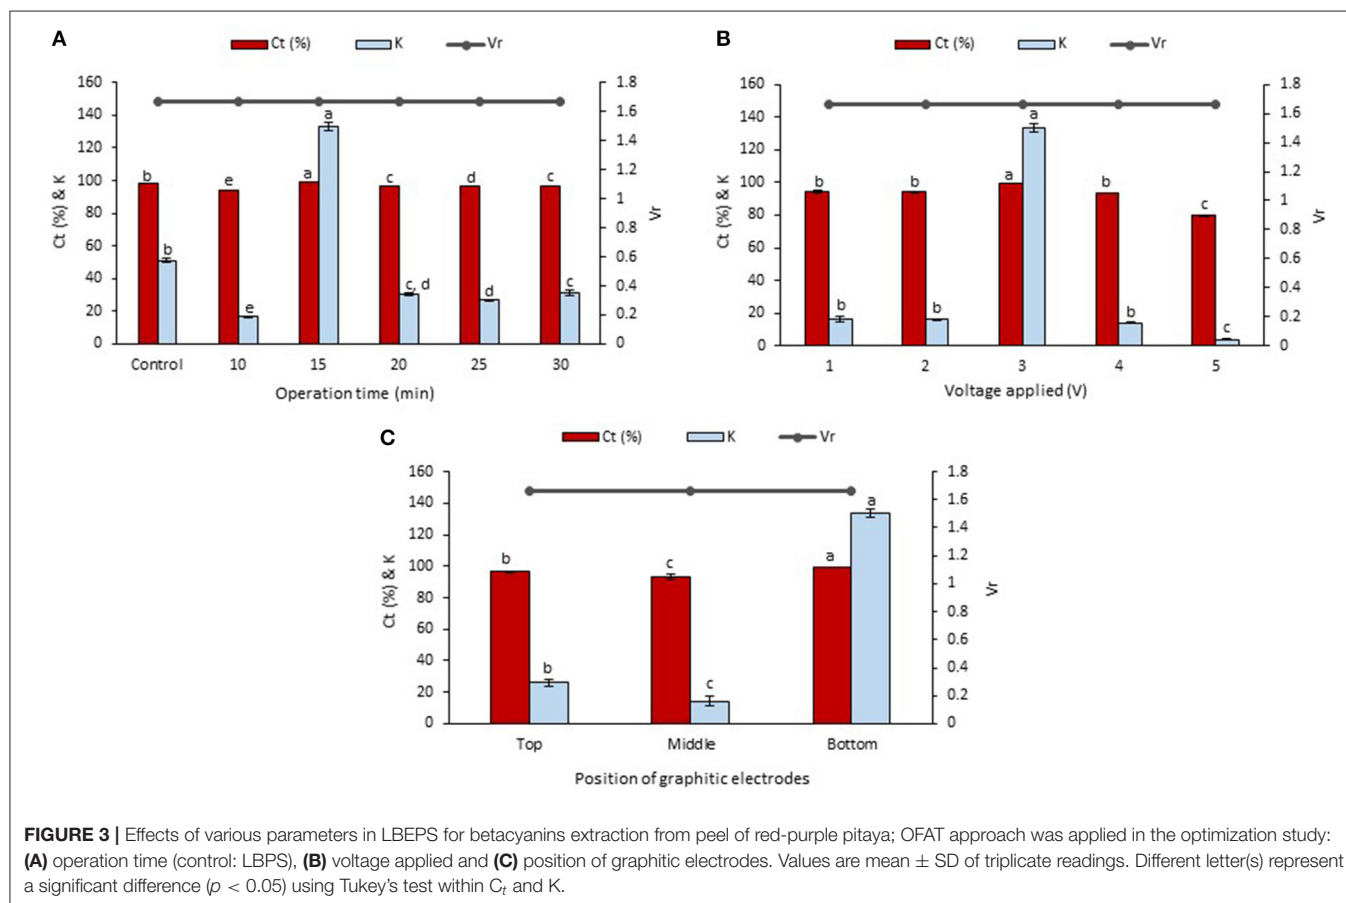 A
Ct (%) K Vr
160 140 120 100 80 60 40 20 0
Ct (%) & K
b b e e a a c c, d d d c c
1.8 1.6 1.4 1.2 1 0.8 0.6 0.4 0.2 0
Vr
Control 10 15 20 25 30
Operation time (min)
B
Ct (%) K Vr
160 140 120 100 80 60 40 20 0
Ct (%) & K
b b b b a a b b c c
1.8 1.6 1.4 1.2 1 0.8 0.6 0.4 0.2 0
Vr
1 2 3 4 5
Voltage applied (V)
C
Ct (%) K Vr
160 140 120 100 80 60 40 20 0
Ct (%) & K
b b c c a a
1.8 1.6 1.4 1.2 1 0.8 0.6 0.4 0.2 0
Vr
Top Middle Bottom
Position of graphitic electrodes
FIGURE 3 | Effects of various parameters in LBEPS for betacyanins extraction from peel of red-purple pitaya; OFAT approach was applied in the optimization study:
(A) operation time (control: LBPS), (B) voltage applied and (C) position of graphitic electrodes. Values are mean ± SD of triplicate readings. Different letter(s) represent
a significant difference (p < 0.05) using Tukey's test within Ct and K.